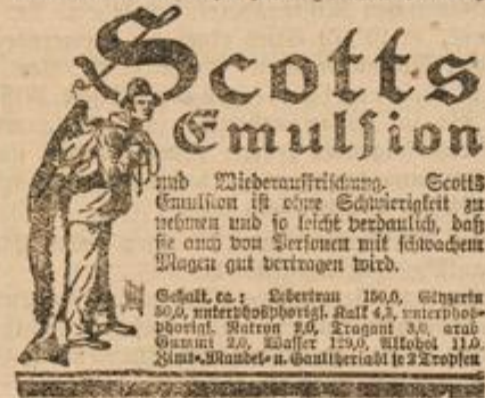 Scotts
Emulsion
und Wiederauffrischung. Scotts
Emulsion ist ohne Schwierigkeit zu
nehmen und so leicht verdaulich, daß
sie auch von Personen mit schwachem
Magen gut vertragen wird.
Gehalt, ca.: Lebertran 150,0, Glyzerin
50,0, unterphosphorigs. Kalk 4,3, unterphos-
phorigs. Natron 2,0, Tragant 3,0, arab
Gummi 2,0, Wasser 129,0, Alkohol 11,0.
Zimt-, Mandel- u. Gaultheriaöl je 2 Tropfen